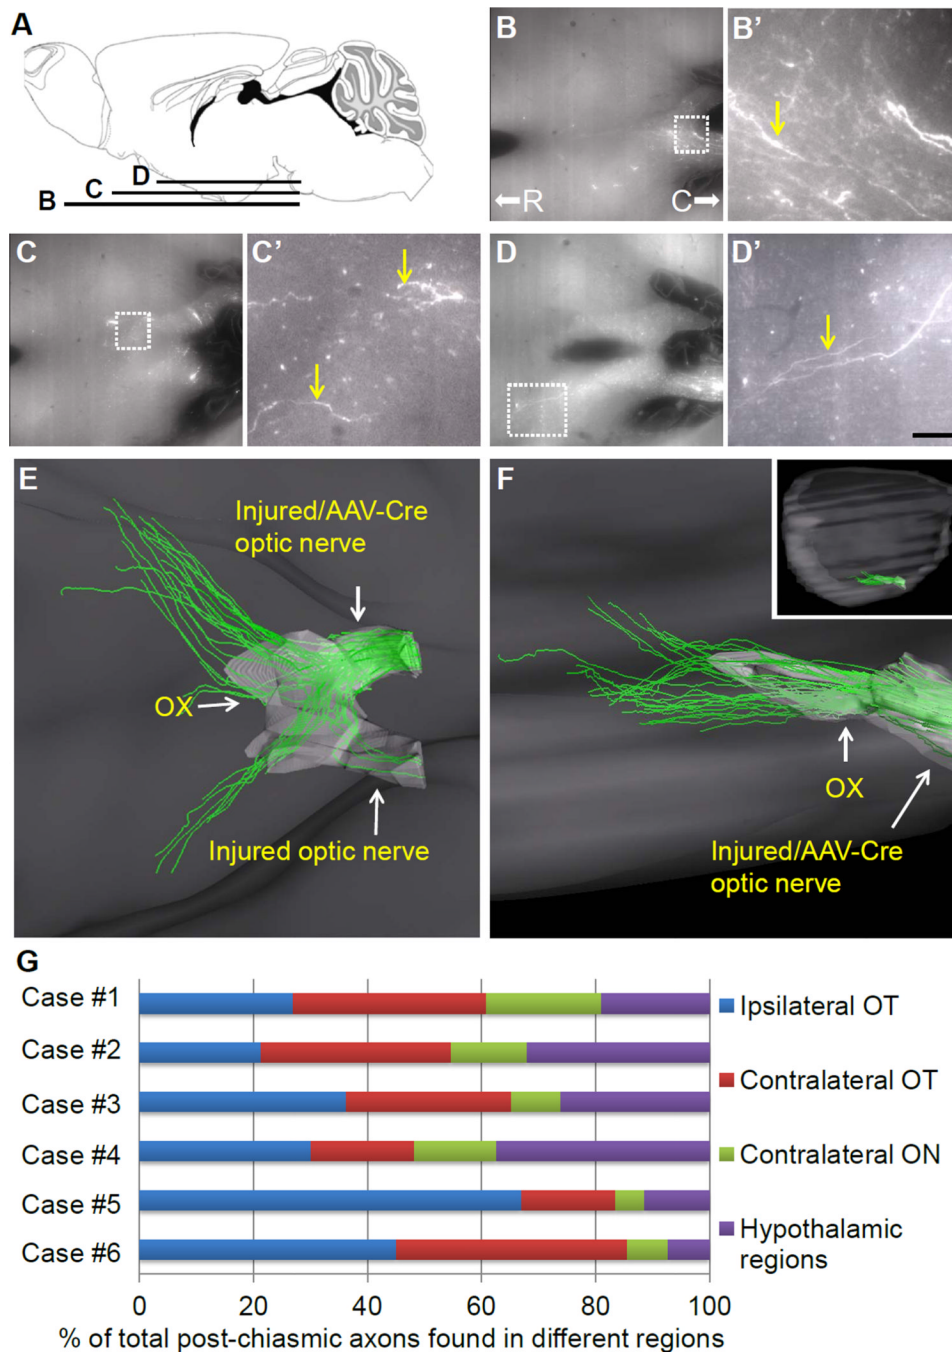 A
D
C
B
B
B'
R
C
C
C'
D
D'
E
Injured/AAV-Cre
optic nerve
OX
Injured optic nerve
F
OX
Injured/AAV-Cre
optic nerve
G
Case #1
Case #2
Case #3
Case #4
Case #5
Case #6
0 20 40 60 80 100
% of total post-chiasmic axons found in different regions
Ipsilateral OT
Contralateral OT
Contralateral ON
Hypothalamic
regions